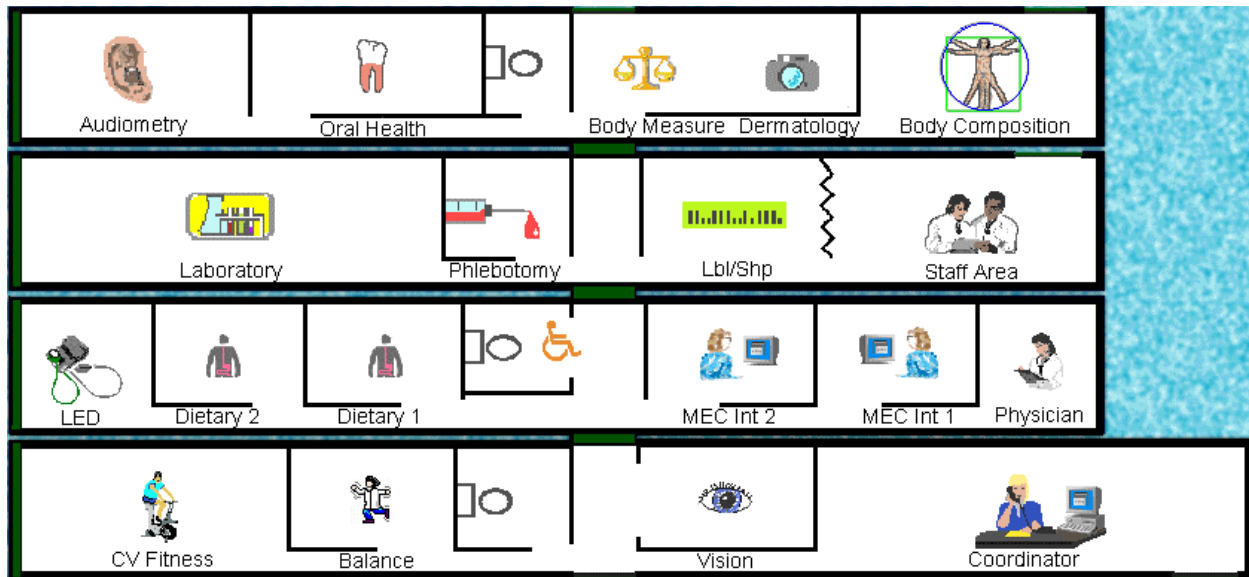 Audiometry
Oral Health
Body Measure
Dermatology
Body Composition
Laboratory
Phlebotomy
Lbl/Shp
Staff Area
LED
Dietary 2
Dietary 1
MEC Int 2
MEC Int 1
Physician
CV Fitness
Balance
Vision
Coordinator